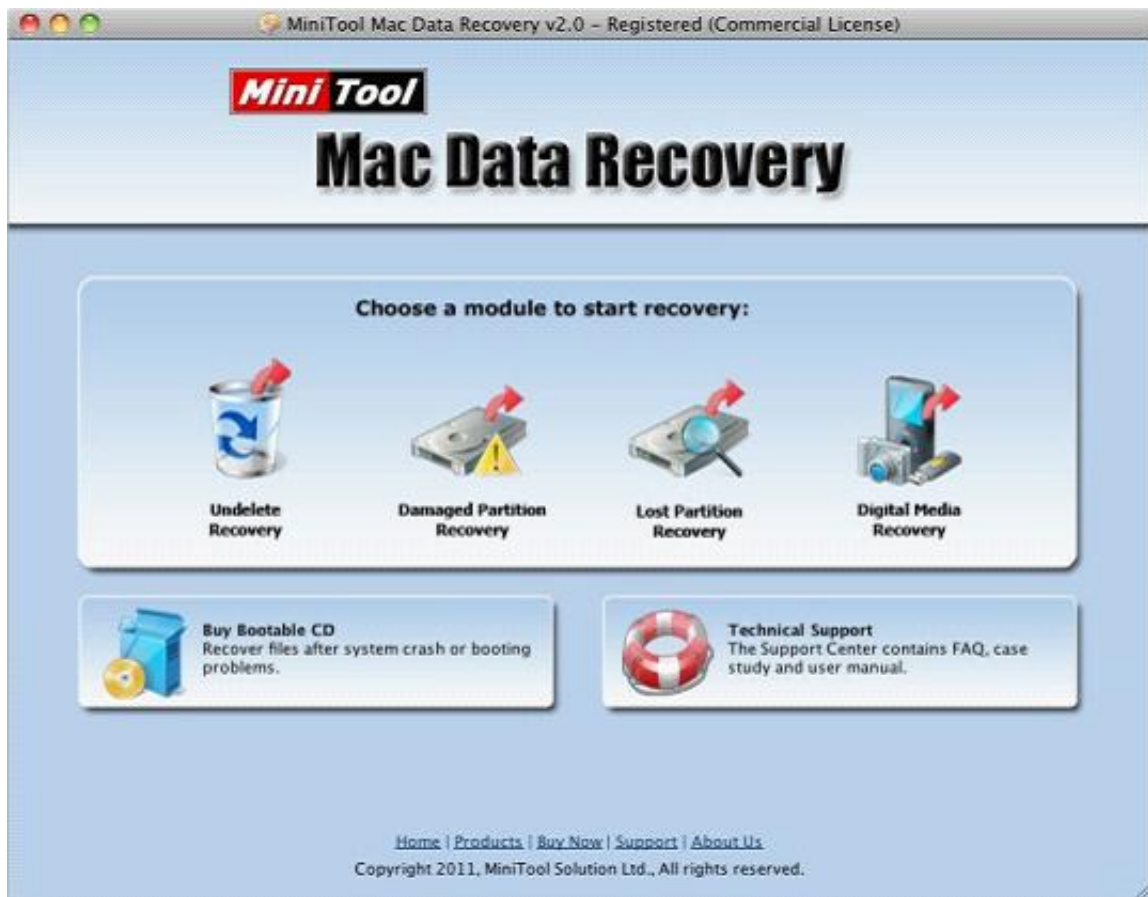 MiniTool Mac Data Recovery v2.0 – Registered (Commercial License)
Mini Tool
Mac Data Recovery
Choose a module to start recovery:
Undelete
Recovery
Damaged Partition
Recovery
Lost Partition
Recovery
Digital Media
Recovery
Buy Bootable CD
Recover files after system crash or booting
problems.
Technical Support
The Support Center contains FAQ, case
study and user manual.
Home | Products | Buy Now | Support | About Us
Copyright 2011, MiniTool Solution Ltd., All rights reserved.